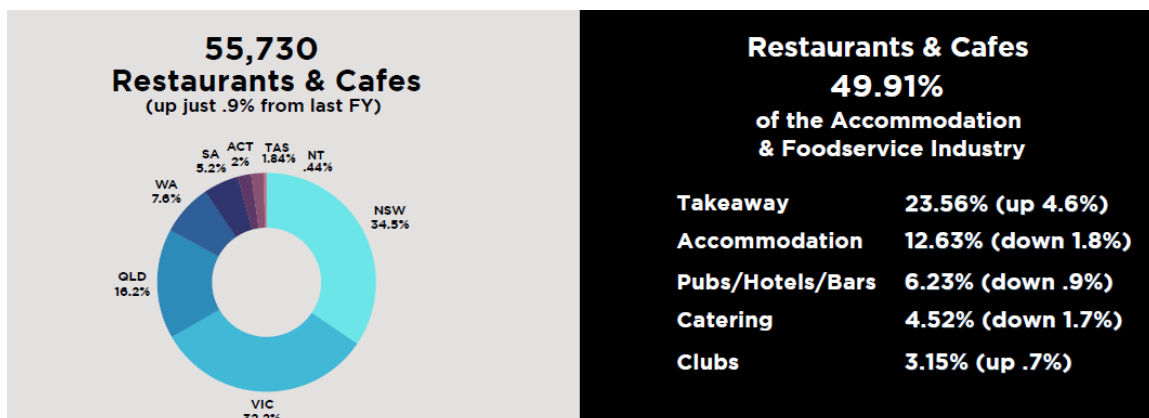 55,730
Restaurants & Cafes
(up just .9% from last FY)
SA
5.2%
ACT
2%
TAS
1.84%
NT
.44%
WA
7.6%
NSW
34.5%
QLD
16.2%
VIC
Restaurants & Cafes
49.91%
of the Accommodation
& Foodservice Industry
Takeaway 23.56% (up 4.6%)
Accommodation 12.63% (down 1.8%)
Pubs/Hotels/Bars 6.23% (down .9%)
Catering 4.52% (down 1.7%)
Clubs 3.15% (up .7%)